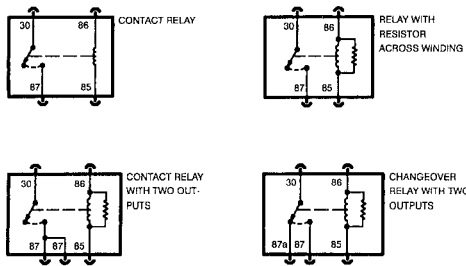 CONTACT RELAY
30
86
87
85
RELAY WITH
RESISTOR
ACROSS WINDING
30
86
87
85
CONTACT RELAY
WITH TWO OUT-
PUTS
30
86
87
87
85
CHANGEOVER
RELAY WITH TWO
OUTPUTS
30
86
87a
87
85